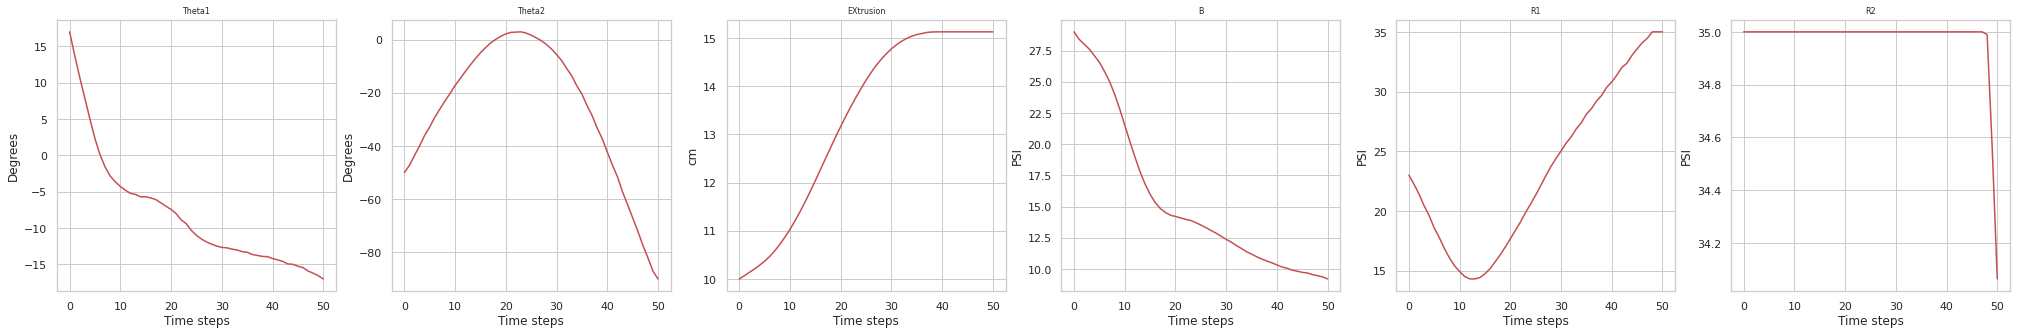 Theta1
Degrees
15
10
5
0
−5
−10
−15
0 10 20 30 40 50
Time steps
Theta2
Degrees
0
−20
−40
−60
−80
0 10 20 30 40 50
Time steps
EXtrusion
cm
15
14
13
12
11
10
0 10 20 30 40 50
Time steps
B
PSI
27.5
25.0
22.5
20.0
17.5
15.0
12.5
10.0
0 10 20 30 40 50
Time steps
R1
PSI
35
30
25
20
15
0 10 20 30 40 50
Time steps
R2
PSI
35.0
34.8
34.6
34.4
34.2
0 10 20 30 40 50
Time steps